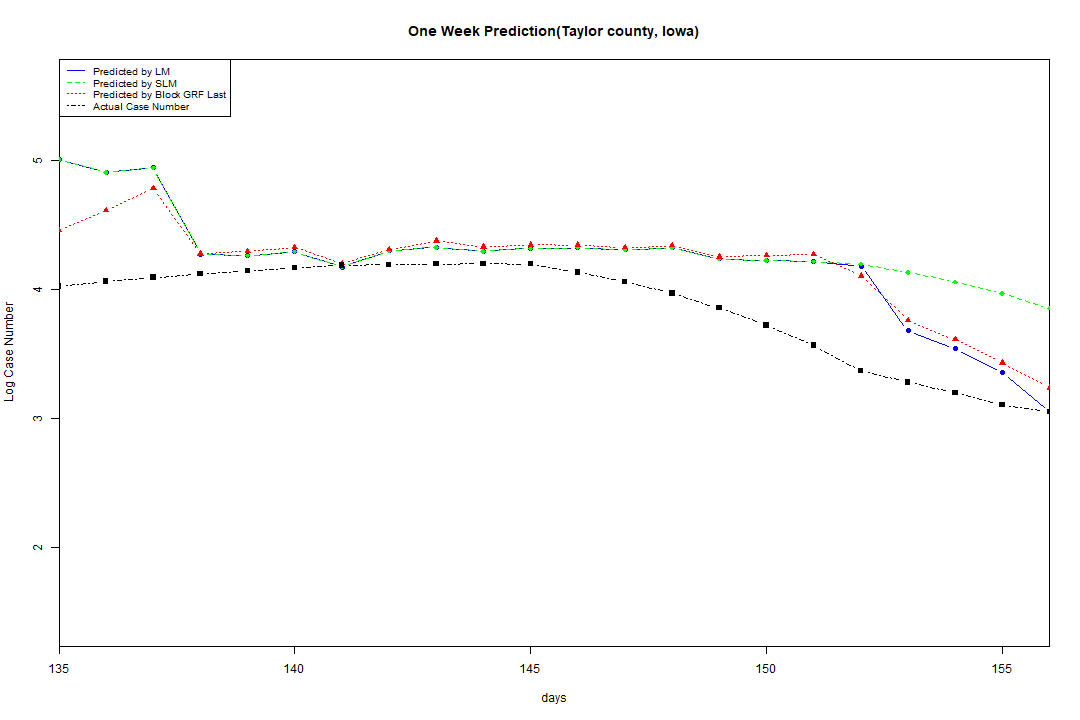 One Week Prediction(Taylor county, Iowa)
Predicted by LM
Predicted by SLM
Predicted by Block GRF Last
Actual Case Number
5
4
3
2
Log Case Number
135 140 145 150 155
days